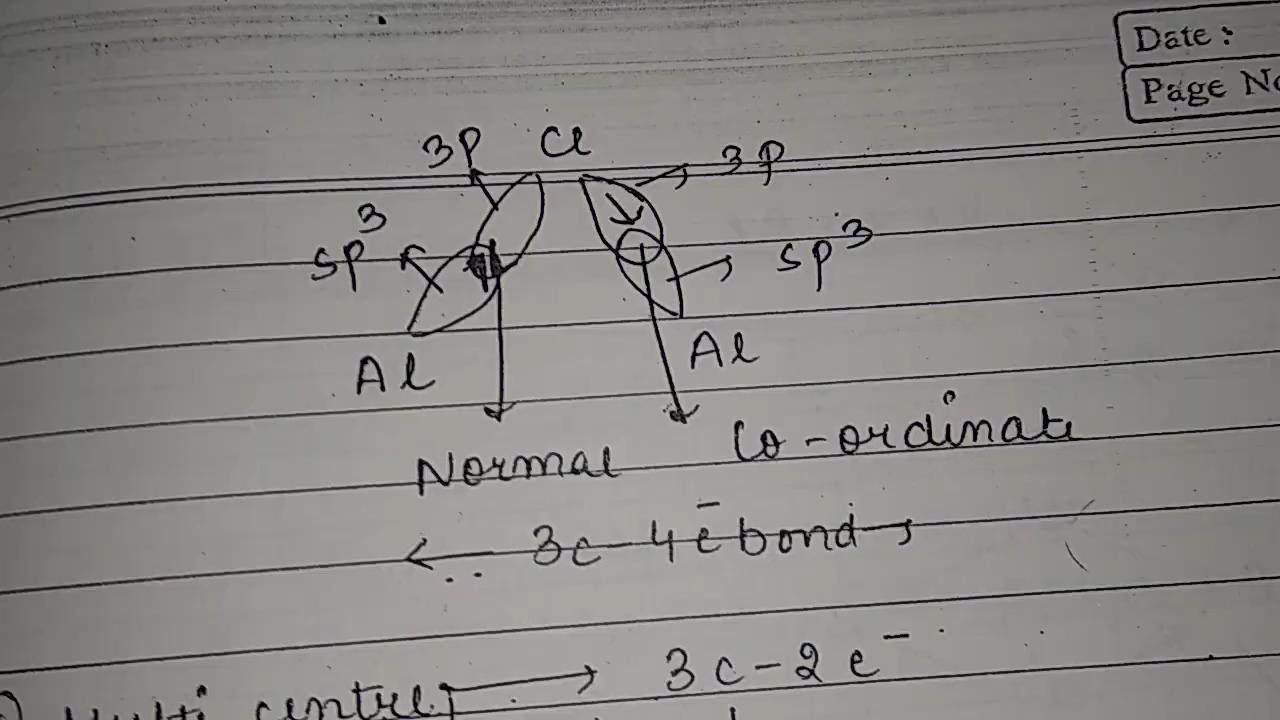 Date :
Page No
3P Cl 3P
sp³ sp³
Al Al
Normal Co-ordinate
3c-4e⁻ bond
Multi centre → 3c-2e⁻